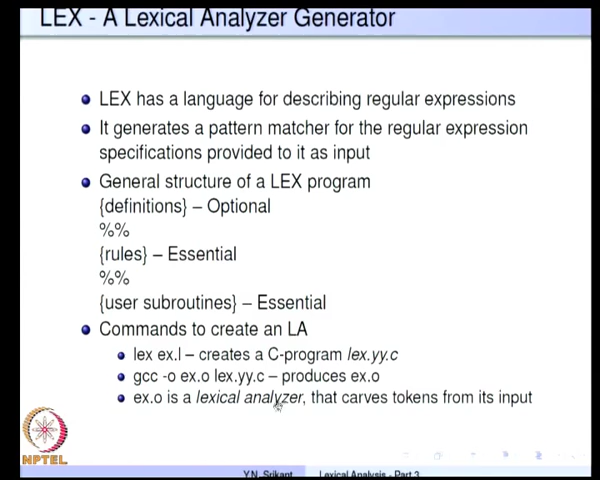 LEX - A Lexical Analyzer Generator
LEX has a language for describing regular expressions
It generates a pattern matcher for the regular expression
specifications provided to it as input
General structure of a LEX program
{definitions} – Optional
%%
{rules} – Essential
%%
{user subroutines} – Essential
Commands to create an LA
lex ex.l – creates a C-program lex.yy.c
gcc -o ex.o lex.yy.c – produces ex.o
ex.o is a lexical analyzer, that carves tokens from its input
NPTEL
Y.N. Srikant Lexical Analysis - Part 3